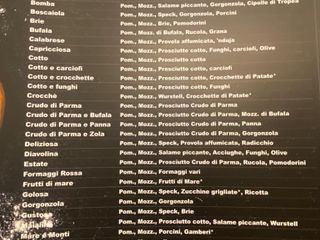 Bomba Pom., Mozz., Salame piccante, Gorgonzola, Cipolle di Tropea
Boscaiola Pom., Mozz., Speck, Gorgonzola, Porcini
Brie Pom., Mozz., Brie, Pomodorini
Bufala Pom., Mozz. di Bufala, Rucola, Grana
Calabrese Pom., Mozz., Provola affumicata, 'nduja
Capricciosa Pom., Mozz., Prosciutto cotto, Funghi, carciofi, Olive
Cotto Pom., Mozz., Prosciutto cotto
Cotto e carciofi Pom., Mozz., Prosciutto cotto, carciofi
Cotto e crocchette Pom., Mozz., Prosciutto cotto, Crocchette di Patate*
Cotto e funghi Pom., Mozz., Prosciutto cotto, Funghi
Crocchè Pom., Mozz., Wurstel, Crocchette di Patate*
Crudo di Parma Pom., Mozz., Prosciutto Crudo di Parma
Crudo di Parma e Bufala Pom., Mozz., Prosciutto Crudo di Parma, Mozz. di Bufala
Crudo di Parma e Panna Pom., Mozz., Prosciutto Crudo di Parma, Panna
Crudo di Parma e Zola Pom., Mozz., Prosciutto Crudo di Parma, Gorgonzola
Deliziosa Pom., Mozz., Speck, Provola affumicata, Radicchio
Diavolina Pom., Mozz., Salame piccante, Acciughe, Funghi, Olive
Estate Pom., Mozz., Prosciutto Crudo di Parma, Rucola, Pomodorini
Formaggi Rossa Pom., Mozz., Formaggi vari
Frutti di mare Pom., Mozz., Frutti di Mare*
Golosa Pom., Mozz., Speck, Zucchine grigliate*, Ricotta
Gorgonzola Pom., Mozz., Gorgonzola
Gustosa Pom., Mozz., Speck, Brie
Maialina Pom., Mozz., Prosciutto cotto, Salame piccante, Wurstell
Mare e Monti Pom., Mozz., Porcini, Gamberi*